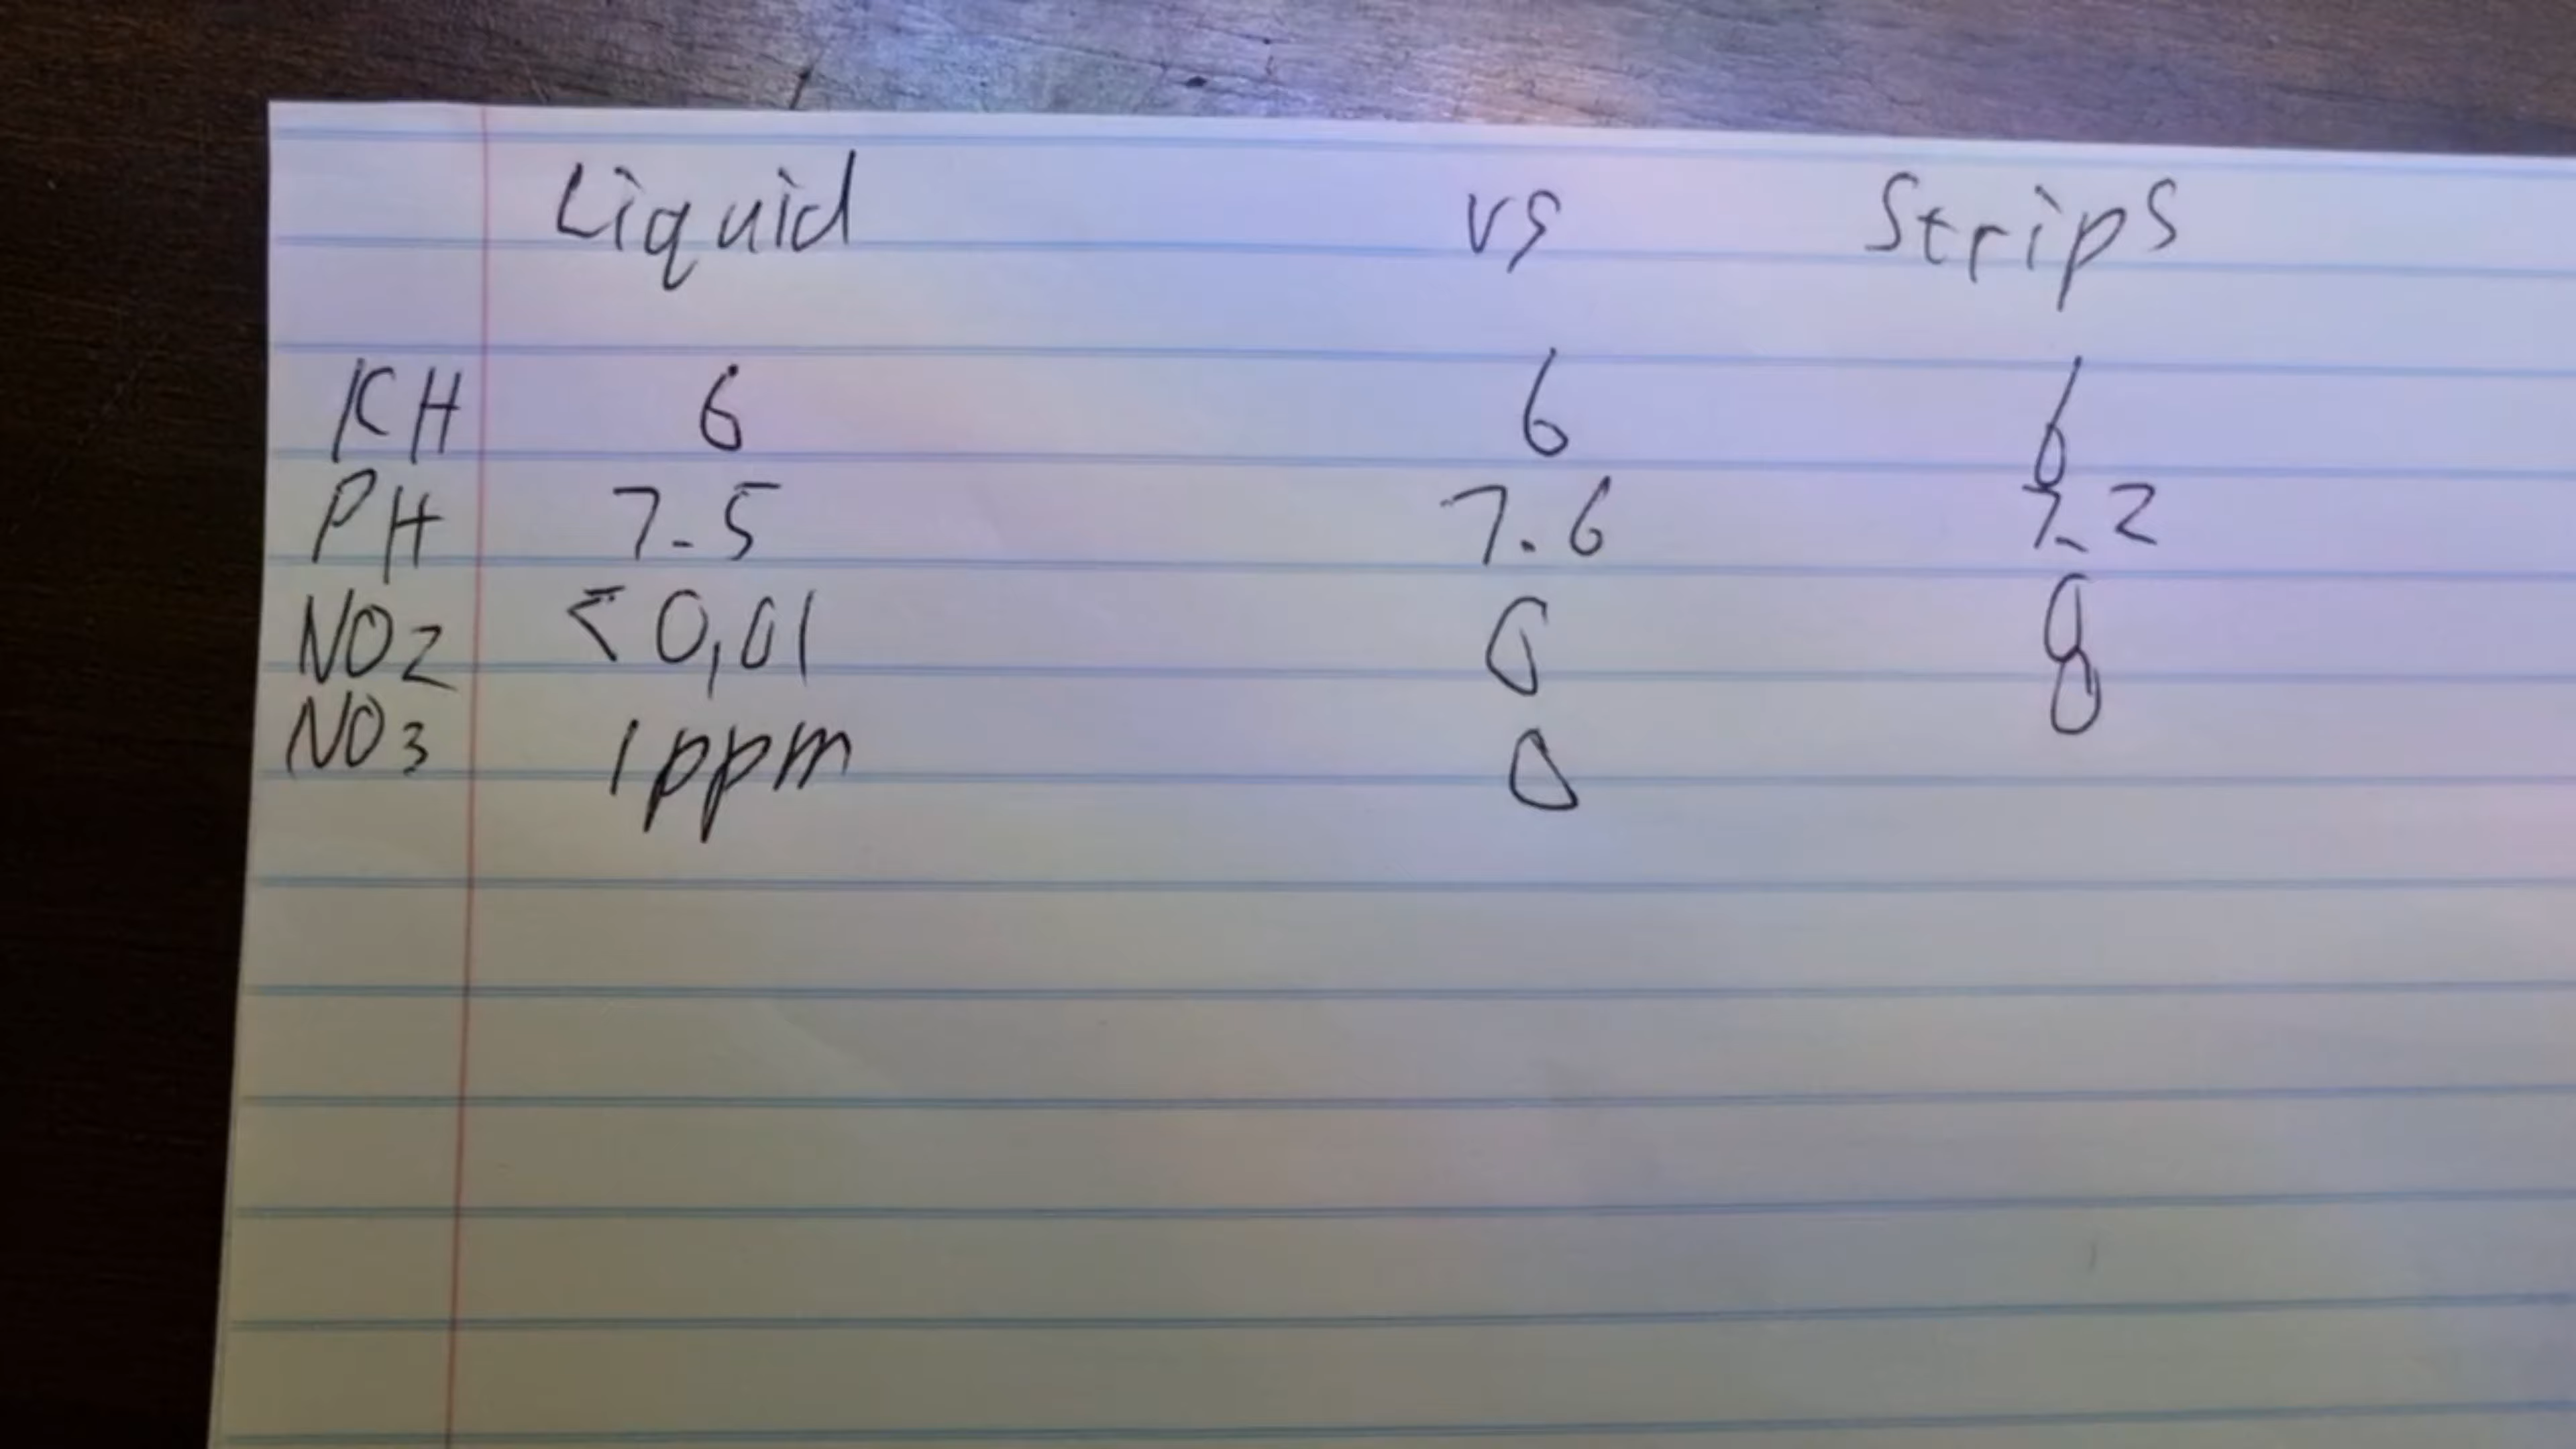 Liquid vs Strips
KH 6 6 6
PH 7.5 7.6 7.2
NO2 ≤0,01 0 0
NO3 1ppm 0 0